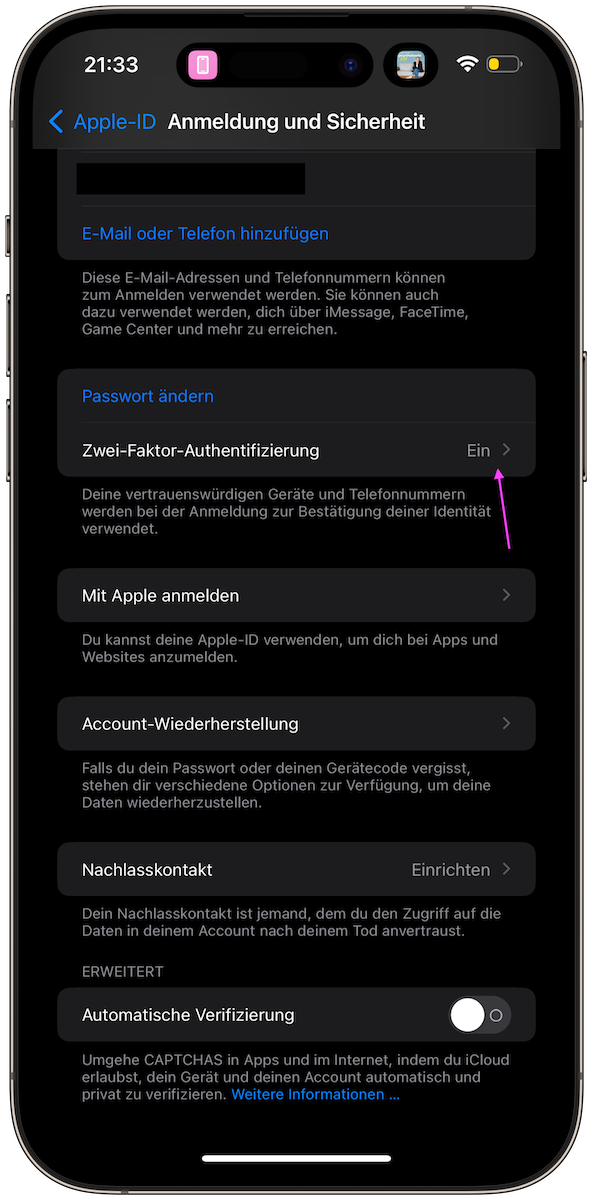 21:33
Apple-ID Anmeldung und Sicherheit
E-Mail oder Telefon hinzufügen
Diese E-Mail-Adressen und Telefonnummern können
zum Anmelden verwendet werden. Sie können auch
dazu verwendet werden, dich über iMessage, FaceTime,
Game Center und mehr zu erreichen.
Passwort ändern
Zwei-Faktor-Authentifizierung Ein
Deine vertrauenswürdigen Geräte und Telefonnummern
werden bei der Anmeldung zur Bestätigung deiner Identität
verwendet.
Mit Apple anmelden
Du kannst deine Apple-ID verwenden, um dich bei Apps und
Websites anzumelden.
Account-Wiederherstellung
Falls du dein Passwort oder deinen Gerätecode vergisst,
stehen dir verschiedene Optionen zur Verfügung, um deine
Daten wiederherzustellen.
Nachlasskontakt Einrichten
Dein Nachlasskontakt ist jemand, dem du den Zugriff auf die
Daten in deinem Account nach deinem Tod anvertraust.
ERWEITERT
Automatische Verifizierung
Umgehe CAPTCHAS in Apps und im Internet, indem du iCloud
erlaubst, dein Gerät und deinen Account automatisch und
privat zu verifizieren. Weitere Informationen ...